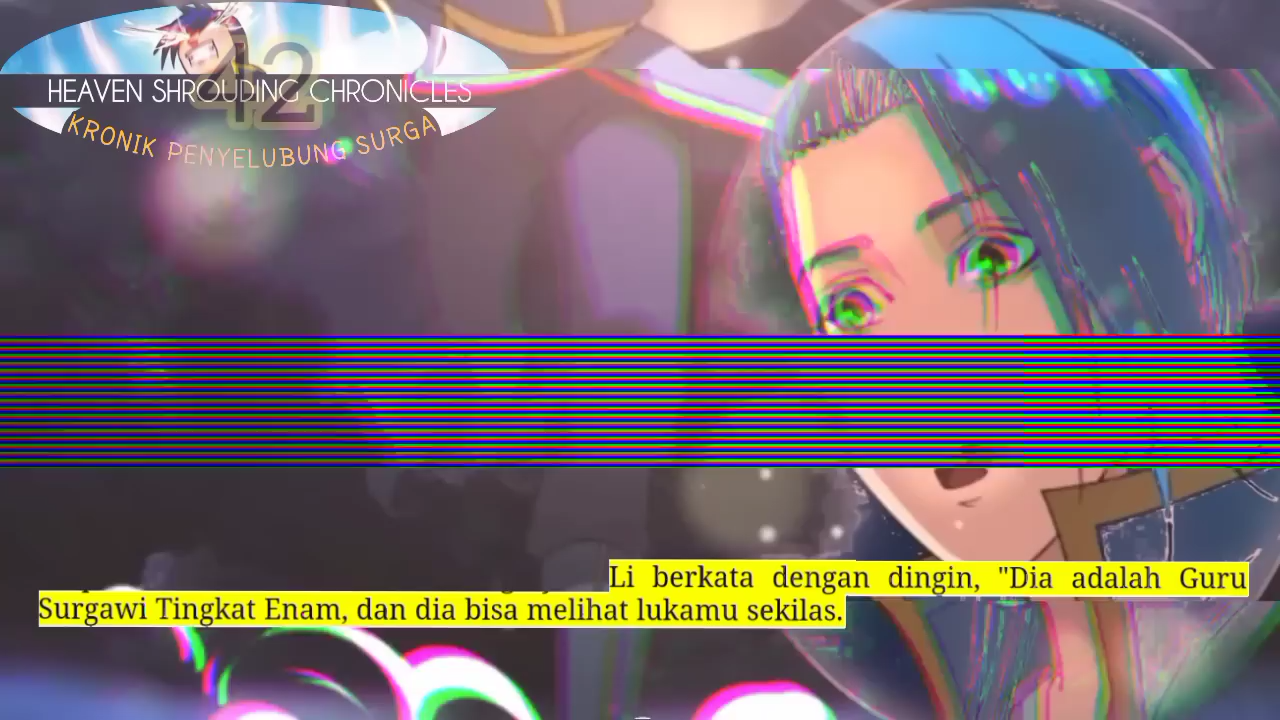 42
HEAVEN SHROUDING CHRONICLES
KRONIK PENYELUBUNG SURGA
Li berkata dengan dingin, "Dia adalah Guru
Surgawi Tingkat Enam, dan dia bisa melihat lukamu sekilas.